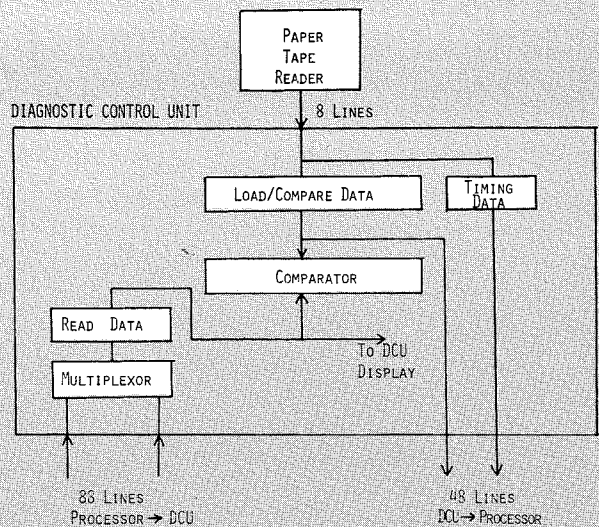 PAPER
TAPE
READER
8 LINES
DIAGNOSTIC CONTROL UNIT
LOAD/COMPARE DATA
TIMING
DATA
COMPARATOR
READ DATA
TO DCU
DISPLAY
MULTIPLEXOR
88 LINES
PROCESSOR → DCU
48 LINES
DCU → PROCESSOR